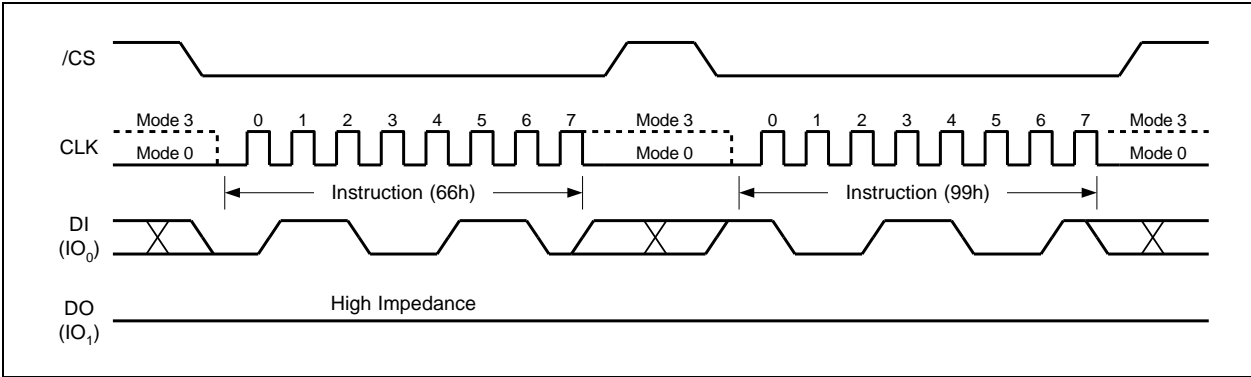 /CS
Mode 3 0 1 2 3 4 5 6 7 Mode 3 0 1 2 3 4 5 6 7 Mode 3
CLK
Mode 0 Mode 0 Mode 0
Instruction (66h) Instruction (99h)
DI
(IO₀)
High Impedance
DO
(IO₁)